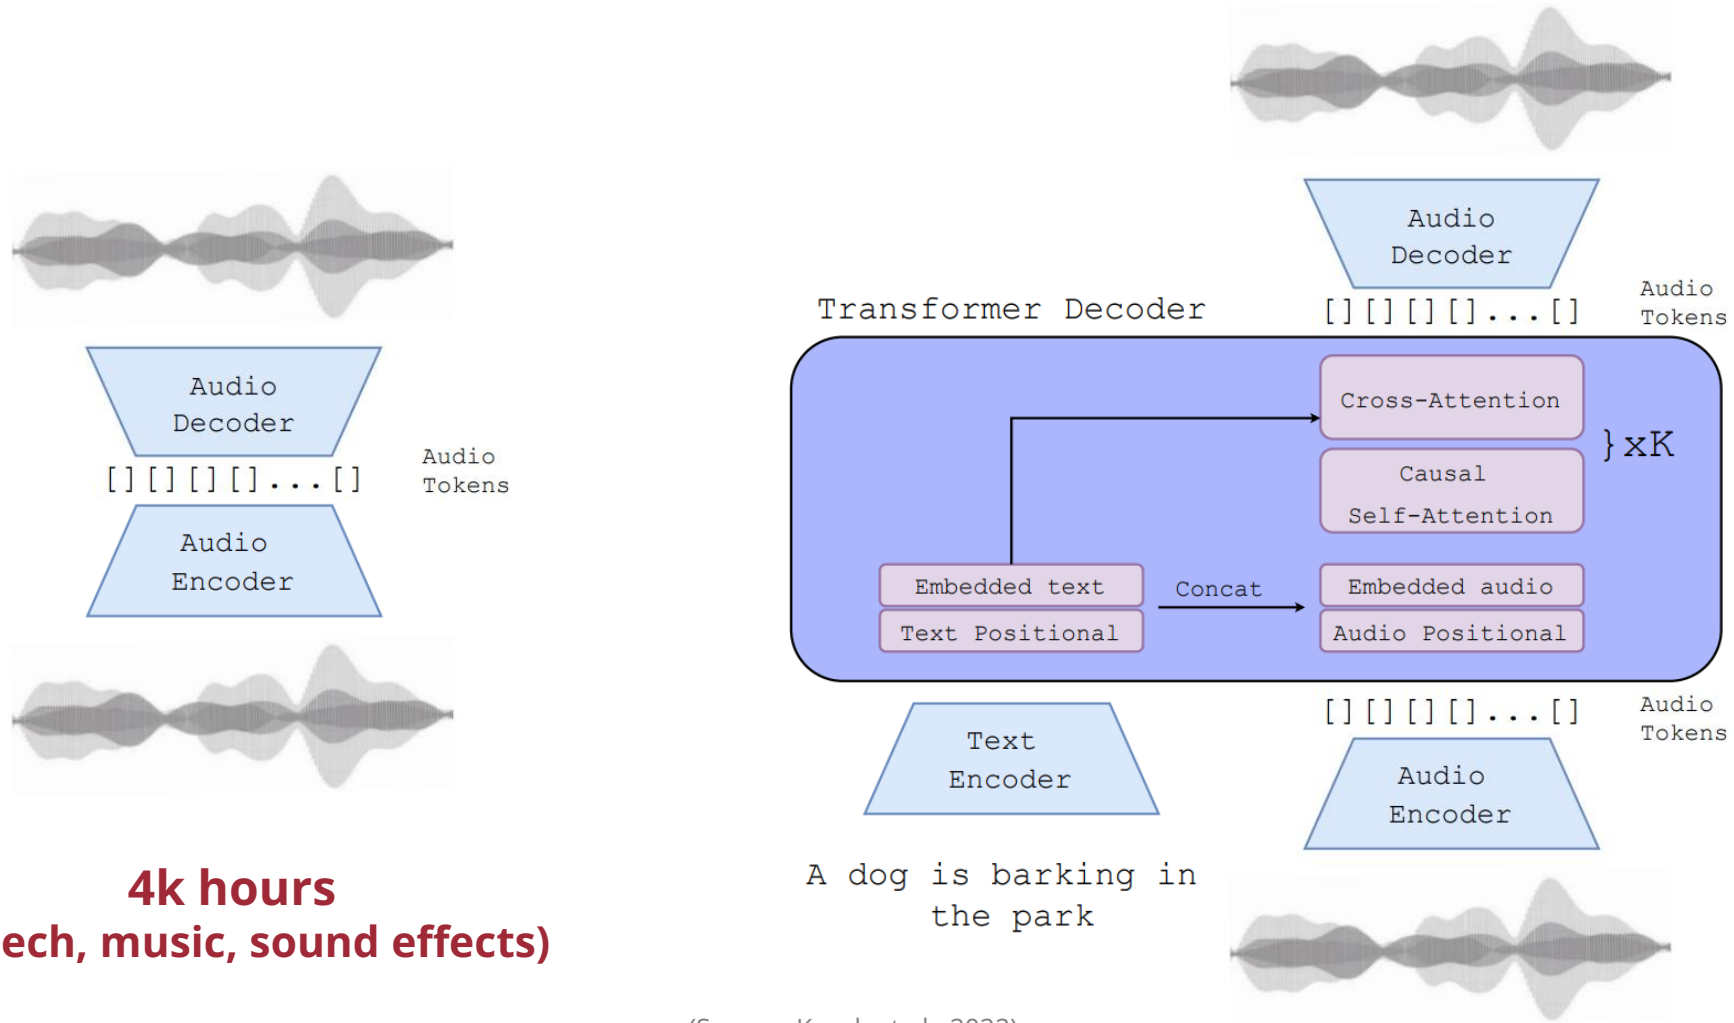 Audio
Decoder
[][][][]...[]
Audio
Tokens
Audio
Encoder
4k hours
ech, music, sound effects)
Audio
Decoder
Transformer Decoder
[][][][]...[]
Audio
Tokens
Cross-Attention
}xK
Causal
Self-Attention
Embedded text
Concat
Embedded audio
Text Positional
Audio Positional
Text
Encoder
[][][][]...[]
Audio
Tokens
Audio
Encoder
A dog is barking in
the park
2022)